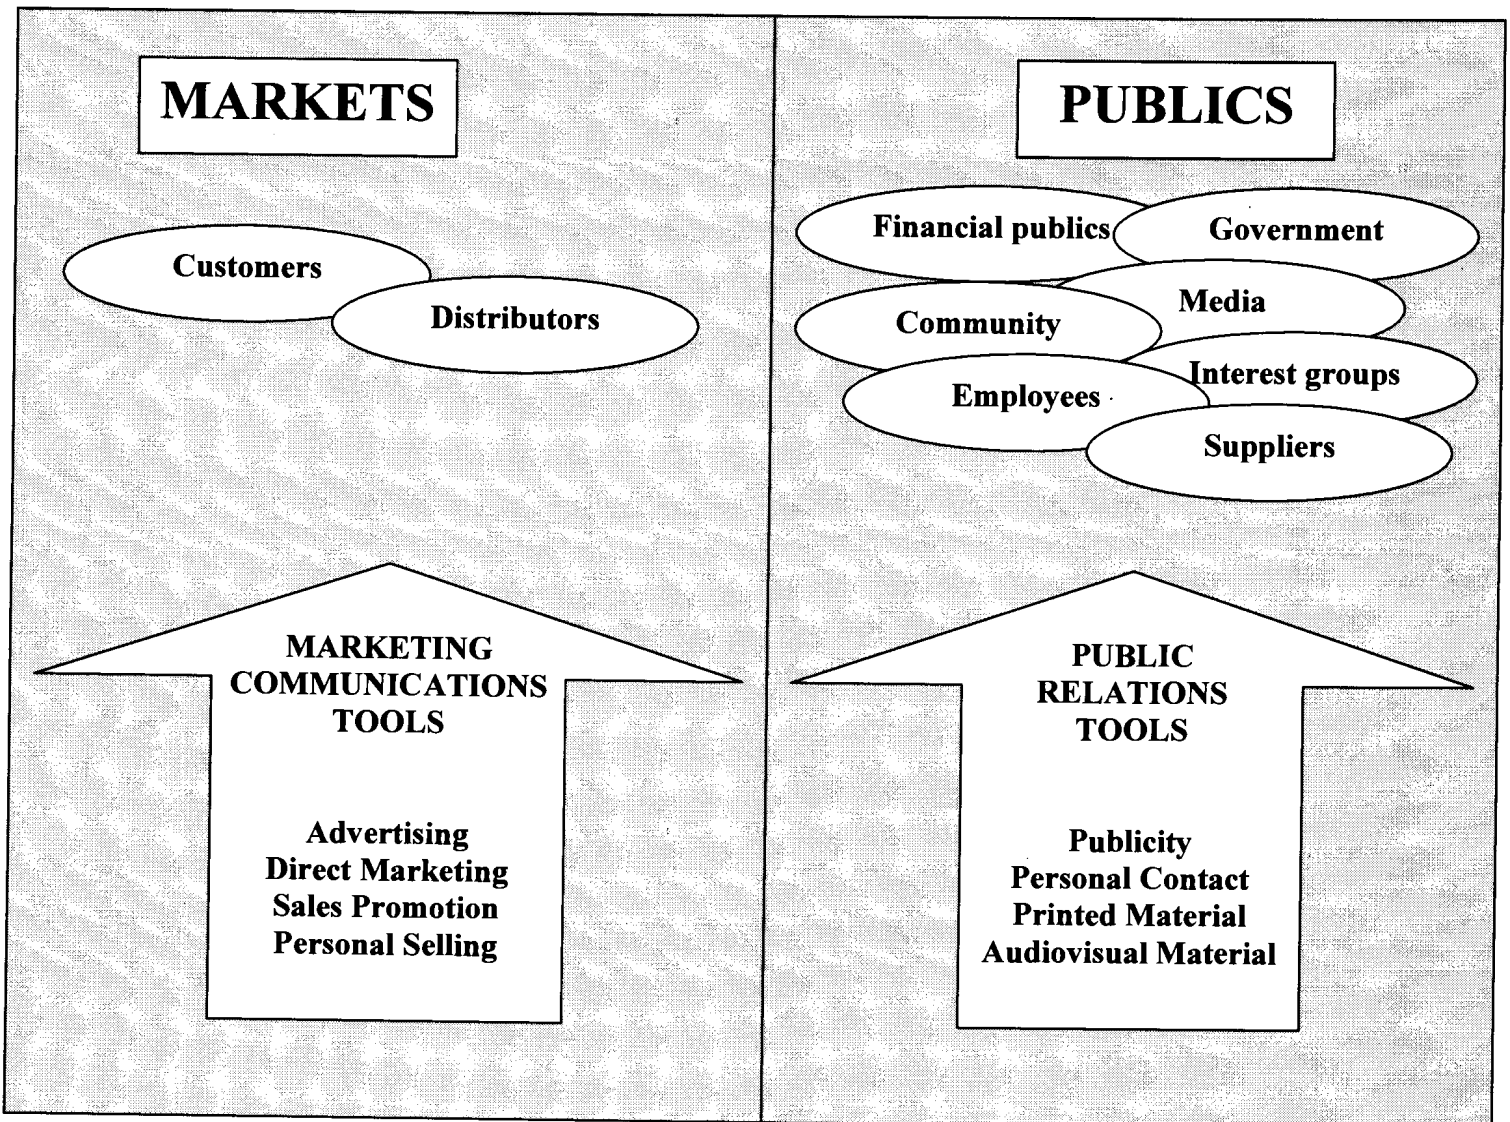 MARKETS
Customers
Distributors
MARKETING
COMMUNICATIONS
TOOLS
Advertising
Direct Marketing
Sales Promotion
Personal Selling
PUBLICS
Financial publics
Government
Media
Community
Interest groups
Employees
Suppliers
PUBLIC
RELATIONS
TOOLS
Publicity
Personal Contact
Printed Material
Audiovisual Material